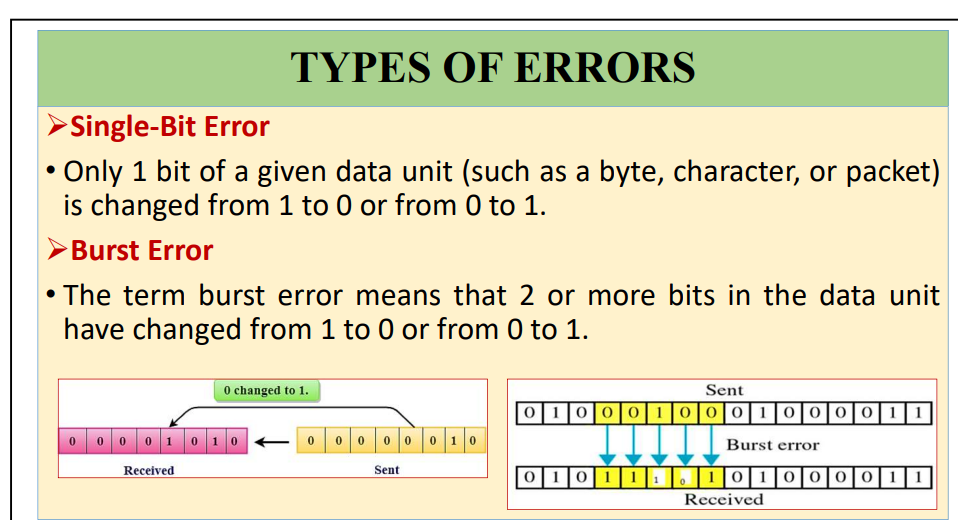 TYPES OF ERRORS
➢Single-Bit Error
• Only 1 bit of a given data unit (such as a byte, character, or packet)
is changed from 1 to 0 or from 0 to 1.
➢Burst Error
• The term burst error means that 2 or more bits in the data unit
have changed from 1 to 0 or from 0 to 1.
0 changed to 1.
0 0 0 0 1 0 1 0
0 0 0 0 0 0 1 0
Received
Sent
Sent
0 1 0 0 0 1 0 0 0 1 0 0 0 0 1 1
Burst error
0 1 0 1 1 1 0 1 0 1 0 0 0 0 1 1
Received